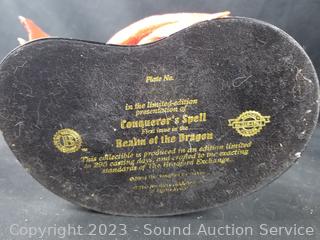 Plate No.
In the limited-edition
presentation of
Conqueror's Spell
First issue in the
Realm of the Dragon
This collectible is produced in an edition limited
to 295 casting days, and crafted to the exacting
standards of The Bradford Exchange.
Copyright 2023 - Sound Auction Service